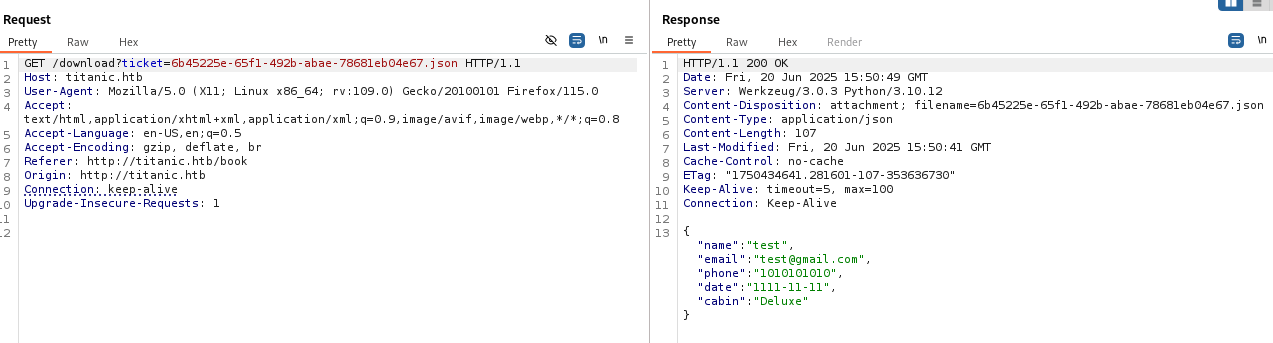 Request
Pretty Raw Hex \n
1 GET /download?ticket=6b45225e-65f1-492b-abae-78681eb04e67.json HTTP/1.1
2 Host: titanic.htb
3 User-Agent: Mozilla/5.0 (X11; Linux x86_64; rv:109.0) Gecko/20100101 Firefox/115.0
4 Accept:
text/html,application/xhtml+xml,application/xml;q=0.9,image/avif,image/webp,*/*;q=0.8
5 Accept-Language: en-US,en;q=0.5
6 Accept-Encoding: gzip, deflate, br
7 Referer: http://titanic.htb/book
8 Origin: http://titanic.htb
9 Connection: keep-alive
10 Upgrade-Insecure-Requests: 1
11
12
Response
Pretty Raw Hex Render \n
1 HTTP/1.1 200 OK
2 Date: Fri, 20 Jun 2025 15:50:49 GMT
3 Server: Werkzeug/3.0.3 Python/3.10.12
4 Content-Disposition: attachment; filename=6b45225e-65f1-492b-abae-78681eb04e67.json
5 Content-Type: application/json
6 Content-Length: 107
7 Last-Modified: Fri, 20 Jun 2025 15:50:41 GMT
8 Cache-Control: no-cache
9 ETag: "1750434641.281601-107-353636730"
10 Keep-Alive: timeout=5, max=100
11 Connection: Keep-Alive
12
13 {
"name":"test",
"email":"test@gmail.com",
"phone":"1010101010",
"date":"1111-11-11",
"cabin":"Deluxe"
}